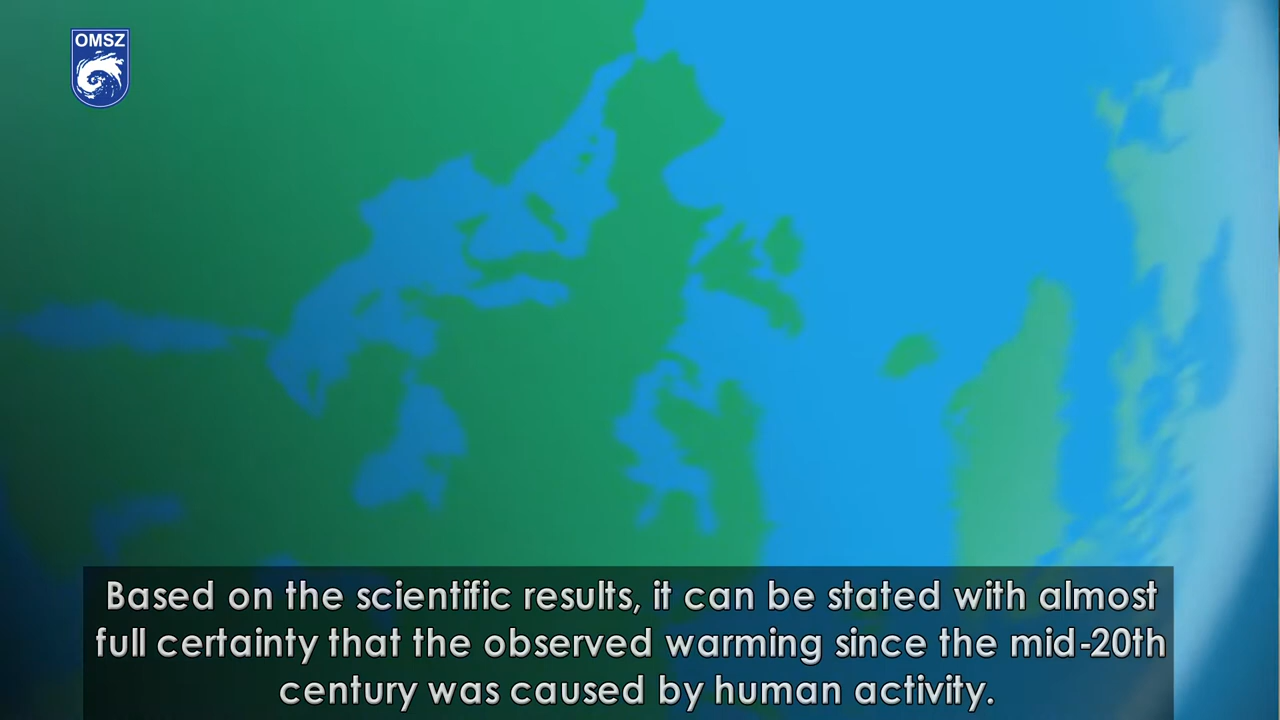 OMSZ
Based on the scientific results, it can be stated with almost
full certainty that the observed warming since the mid-20th
century was caused by human activity.